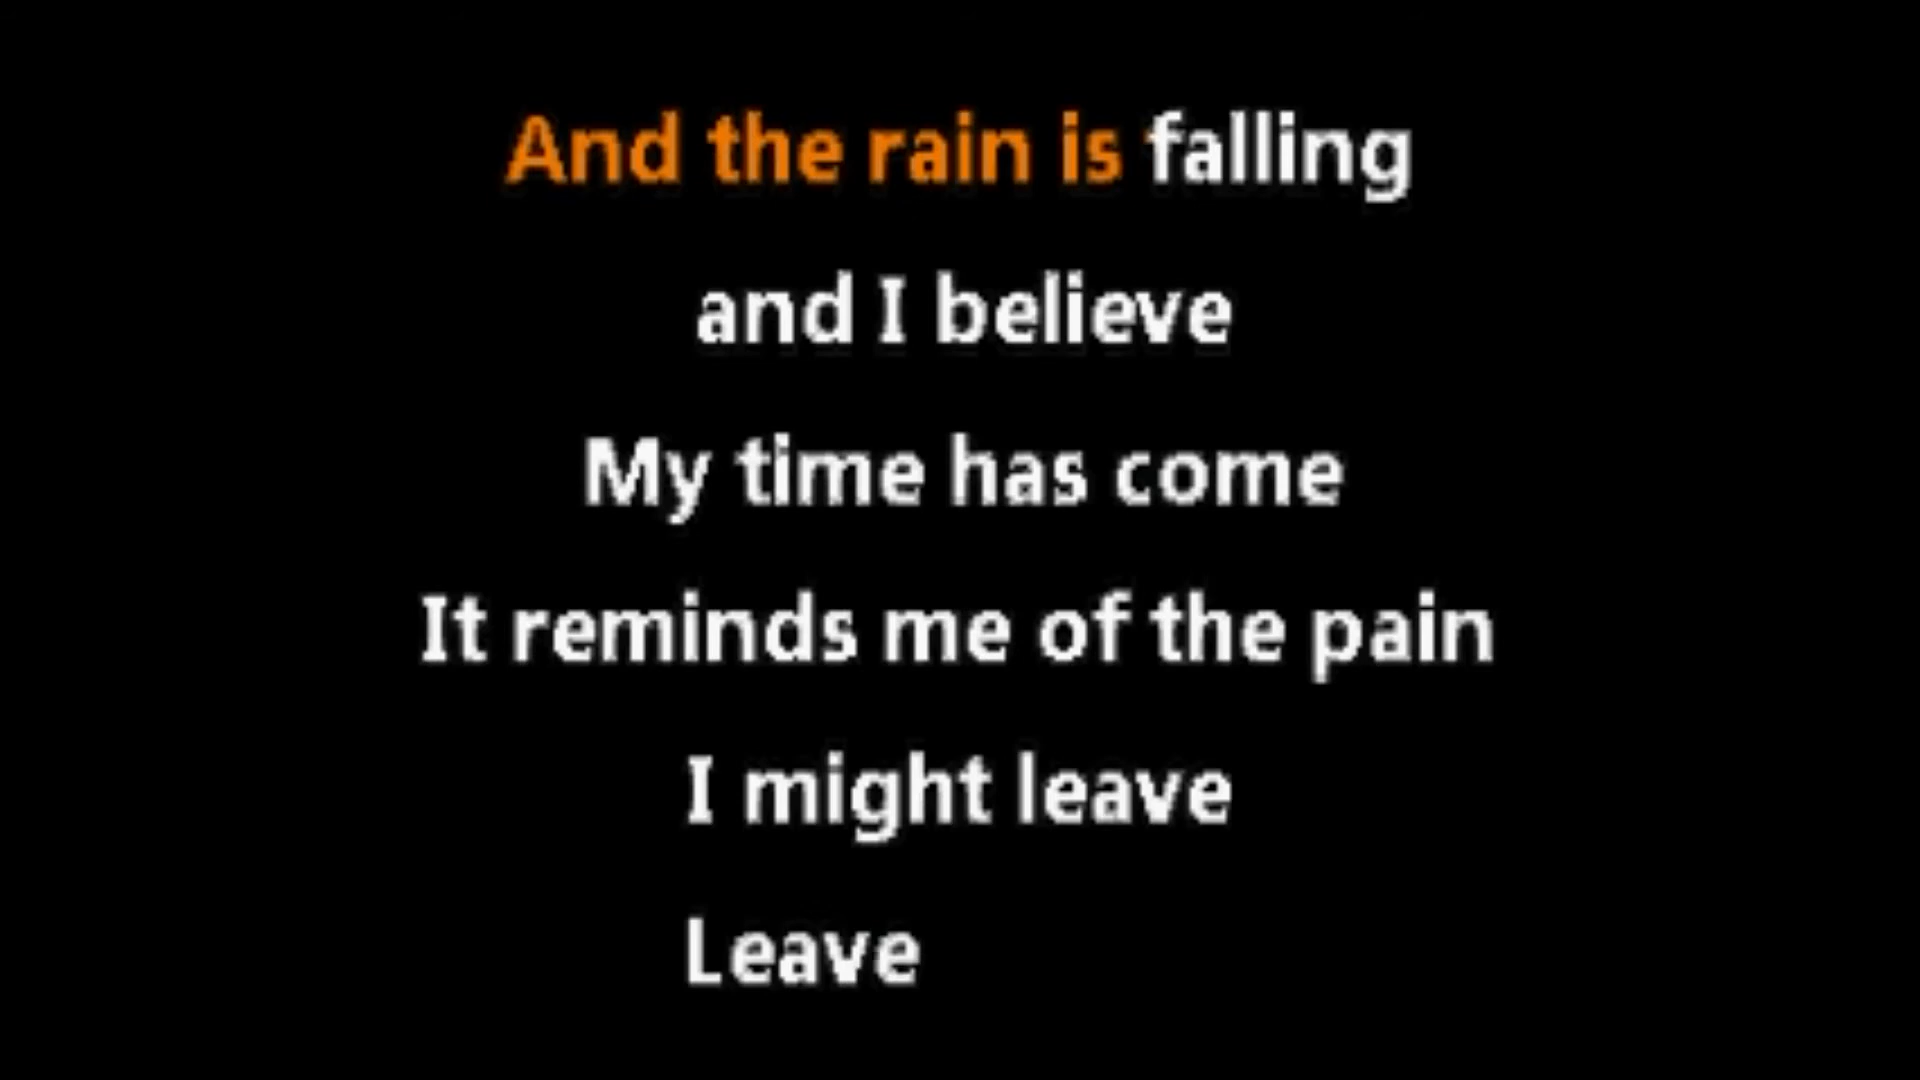 And the rain is falling
and I believe
My time has come
It reminds me of the pain
I might leave
Leave